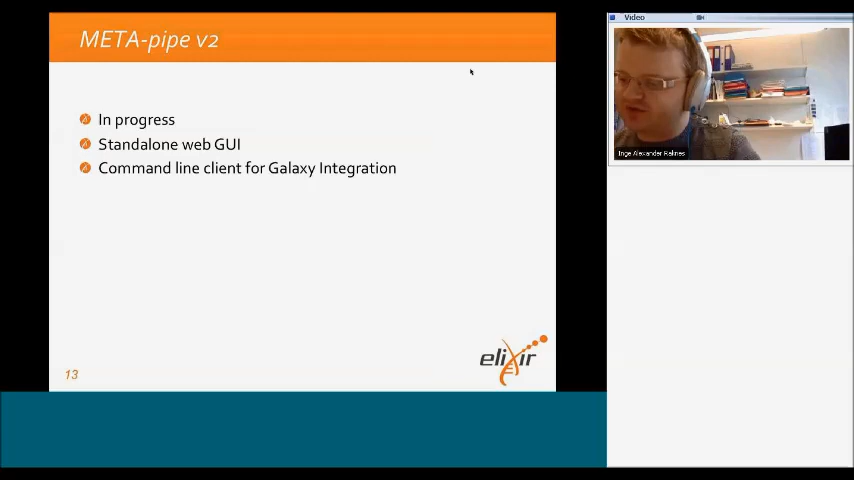 META-pipe v2
In progress
Standalone web GUI
Command line client for Galaxy Integration
elixir
13
Video
Inge Alexander Raknes